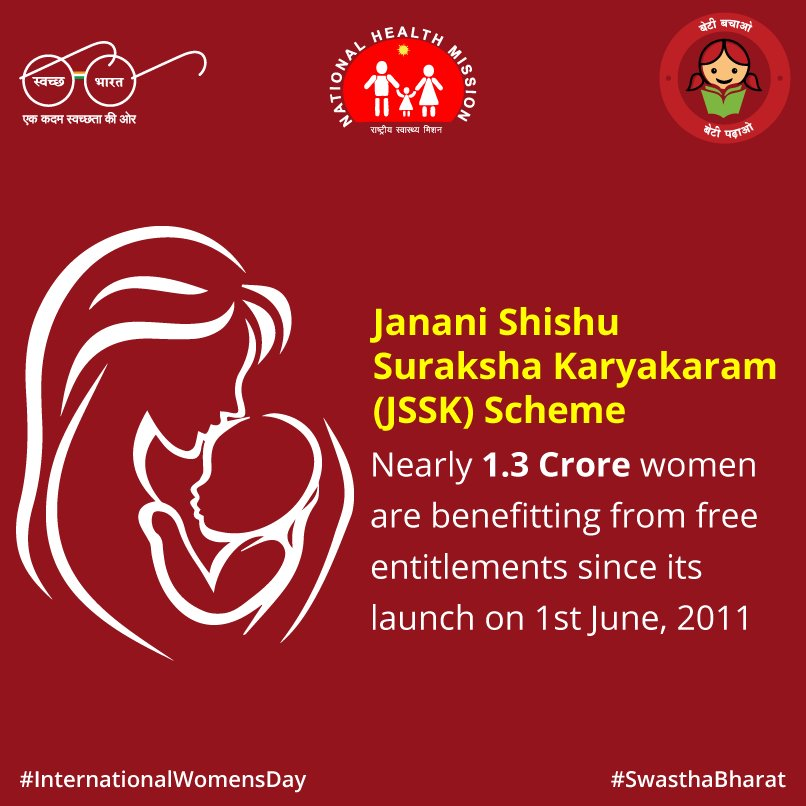 स्वच्छ भारत
एक कदम स्वच्छता की ओर
NATIONAL HEALTH MISSION
राष्ट्रीय स्वास्थ्य मिशन
बेटी बचाओ
बेटी पढ़ाओ
Janani Shishu
Suraksha Karyakaram
(JSSK) Scheme
Nearly 1.3 Crore women
are benefitting from free
entitlements since its
launch on 1st June, 2011
#InternationalWomensDay
#SwasthaBharat